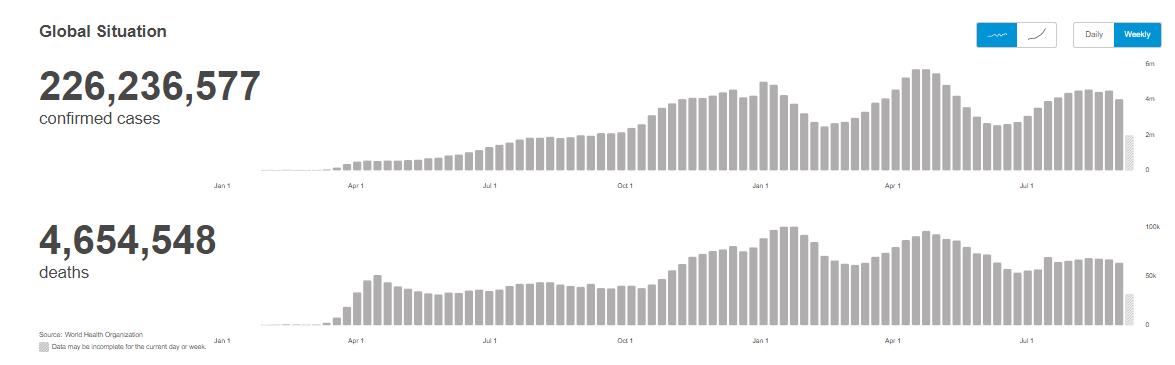 Global Situation
Daily
Weekly
226,236,577
confirmed cases
6m
4m
2m
0
Jan 1
Apr 1
Jul 1
Oct 1
Jan 1
Apr 1
Jul 1
4,654,548
deaths
100k
50k
0
Source: World Health Organization
Data may be incomplete for the current day or week.
Jan 1
Apr 1
Jul 1
Oct 1
Jan 1
Apr 1
Jul 1